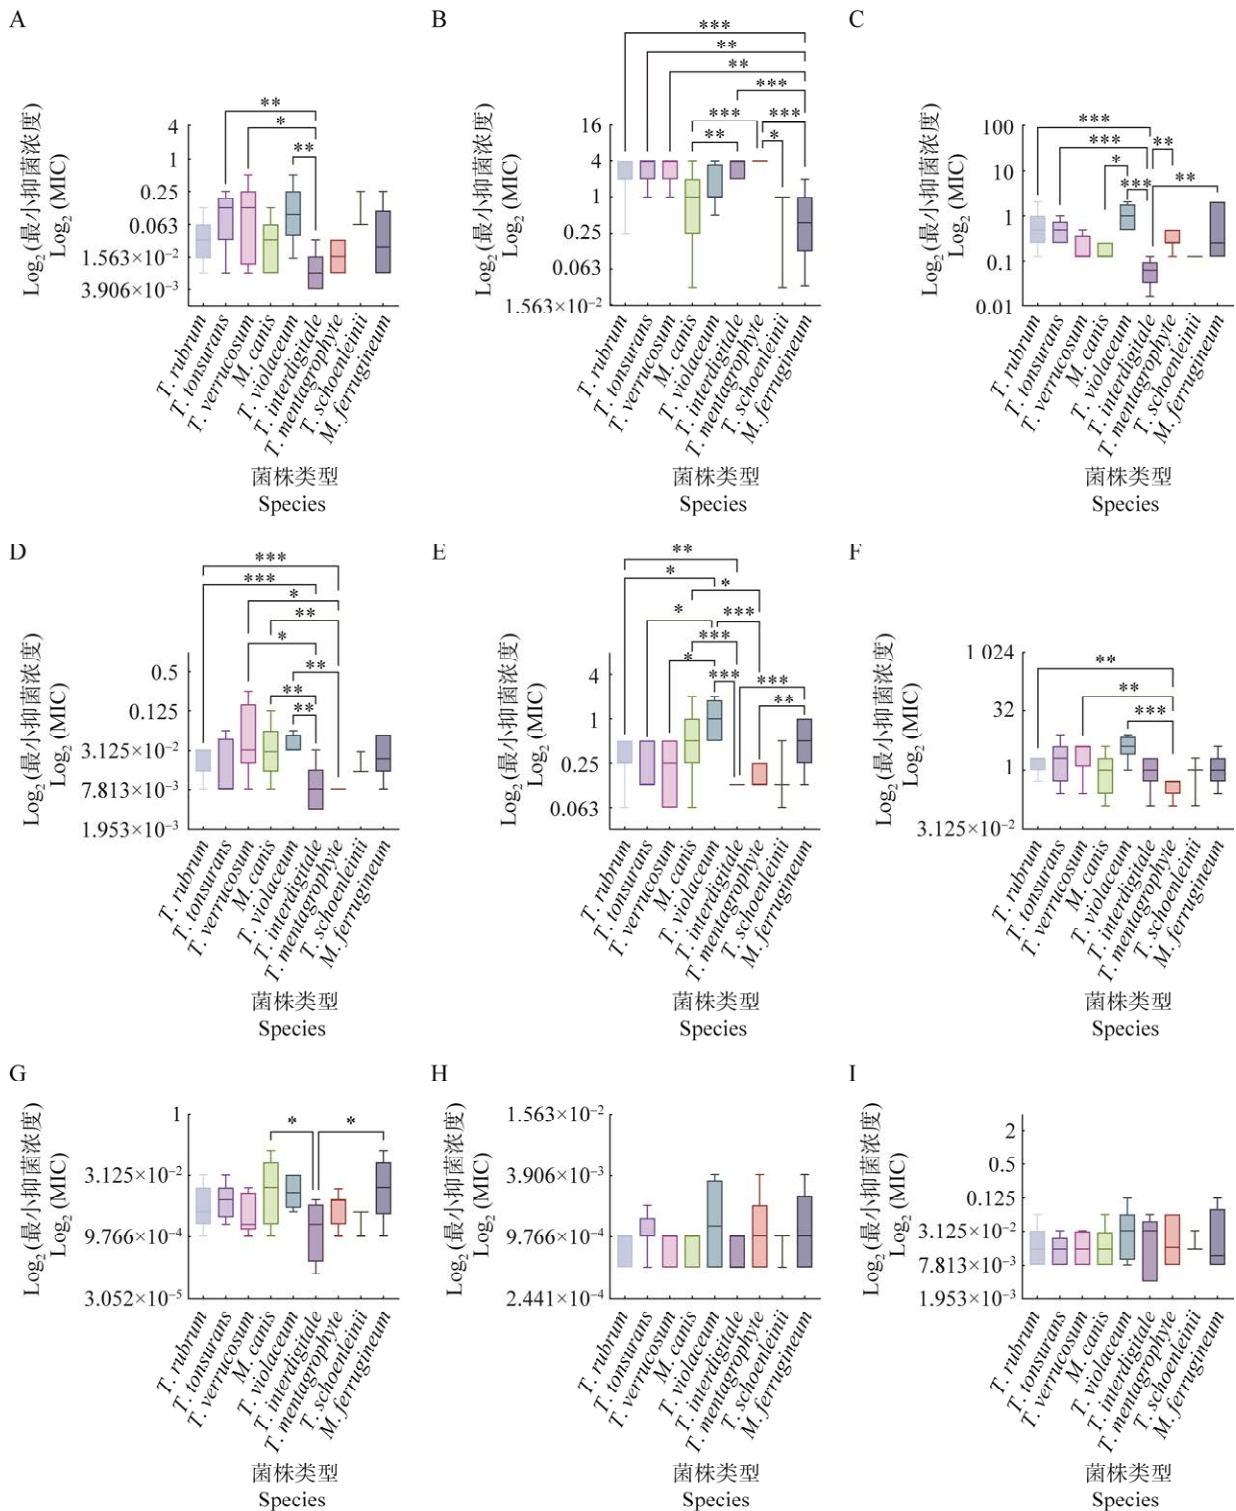 A
Log₂ (最小抑菌浓度)
Log₂ (MIC)
4
1
0.25
0.063
1.563×10⁻²
3.906×10⁻³
**
*
**
T. rubrum
T. tonsurans
T. verrucosum
M. canis
T. violaceum
T. interdigitale
T. mentagrophyte
T. schoenleinii
M. ferrugineum
菌株类型
Species
B
Log₂ (最小抑菌浓度)
Log₂ (MIC)
16
4
1
0.25
0.063
1.563×10⁻²
***
**
**
***
***
***
**
*
T. rubrum
T. tonsurans
T. verrucosum
M. canis
T. violaceum
T. interdigitale
T. mentagrophyte
T. schoenleinii
M. ferrugineum
菌株类型
Species
C
Log₂ (最小抑菌浓度)
Log₂ (MIC)
100
10
1
0.1
0.01
***
***
**
*
***
**
T. rubrum
T. tonsurans
T. verrucosum
M. canis
T. violaceum
T. interdigitale
T. mentagrophyte
T. schoenleinii
M. ferrugineum
菌株类型
Species
D
Log₂ (最小抑菌浓度)
Log₂ (MIC)
0.5
0.125
3.125×10⁻²
7.813×10⁻³
1.953×10⁻³
***
***
*
**
*
**
**
**
T. rubrum
T. tonsurans
T. verrucosum
M. canis
T. violaceum
T. interdigitale
T. mentagrophyte
T. schoenleinii
M. ferrugineum
菌株类型
Species
E
Log₂ (最小抑菌浓度)
Log₂ (MIC)
4
1
0.25
0.063
**
*
*
*
***
***
*
***
***
**
T. rubrum
T. tonsurans
T. verrucosum
M. canis
T. violaceum
T. interdigitale
T. mentagrophyte
T. schoenleinii
M. ferrugineum
菌株类型
Species
F
Log₂ (最小抑菌浓度)
Log₂ (MIC)
1 024
32
1
3.125×10⁻²
**
**
***
T. rubrum
T. tonsurans
T. verrucosum
M. canis
T. violaceum
T. interdigitale
T. mentagrophyte
T. schoenleinii
M. ferrugineum
菌株类型
Species
G
Log₂ (最小抑菌浓度)
Log₂ (MIC)
1
3.125×10⁻²
9.766×10⁻⁴
3.052×10⁻⁵
*
*
T. rubrum
T. tonsurans
T. verrucosum
M. canis
T. violaceum
T. interdigitale
T. mentagrophyte
T. schoenleinii
M. ferrugineum
菌株类型
Species
H
Log₂ (最小抑菌浓度)
Log₂ (MIC)
1.563×10⁻²
3.906×10⁻³
9.766×10⁻⁴
2.441×10⁻⁴
T. rubrum
T. tonsurans
T. verrucosum
M. canis
T. violaceum
T. interdigitale
T. mentagrophyte
T. schoenleinii
M. ferrugineum
菌株类型
Species
I
Log₂ (最小抑菌浓度)
Log₂ (MIC)
2
0.5
0.125
3.125×10⁻²
7.813×10⁻³
1.953×10⁻³
T. rubrum
T. tonsurans
T. verrucosum
M. canis
T. violaceum
T. interdigitale
T. mentagrophyte
T. schoenleinii
M. ferrugineum
菌株类型
Species